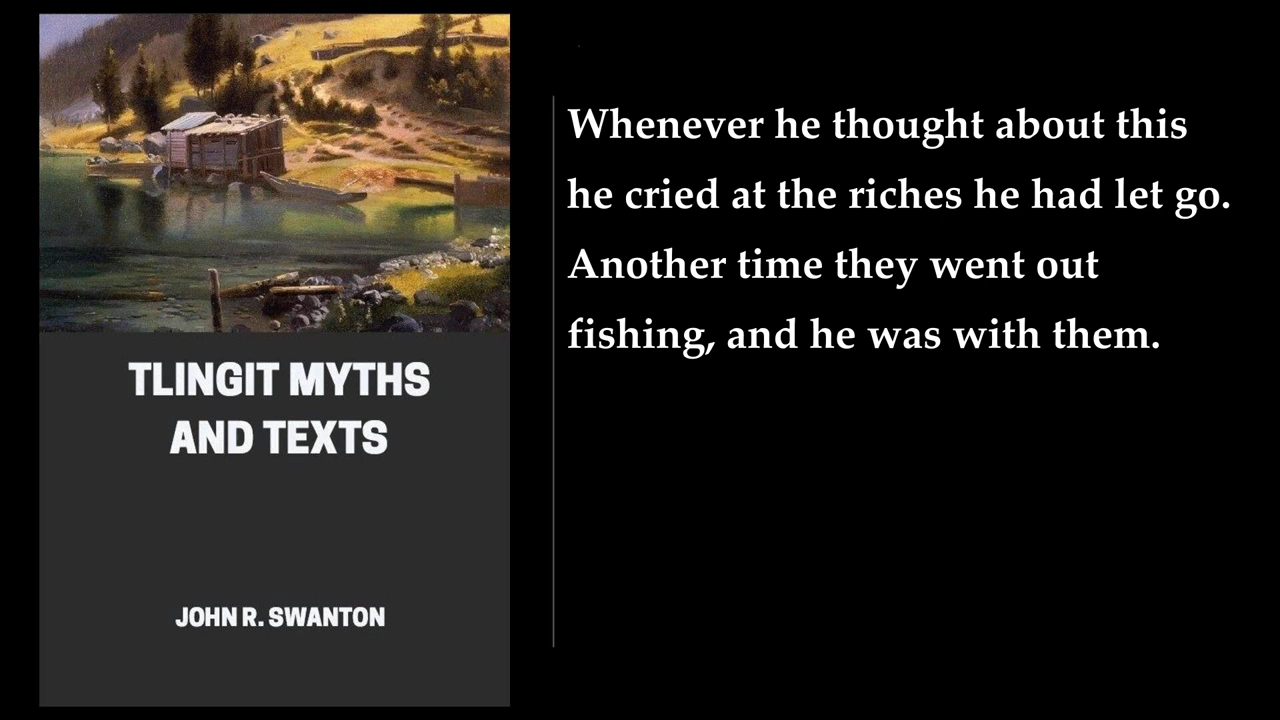 TLINGIT MYTHS
AND TEXTS
JOHN R. SWANTON
Whenever he thought about this
he cried at the riches he had let go.
Another time they went out
fishing, and he was with them.